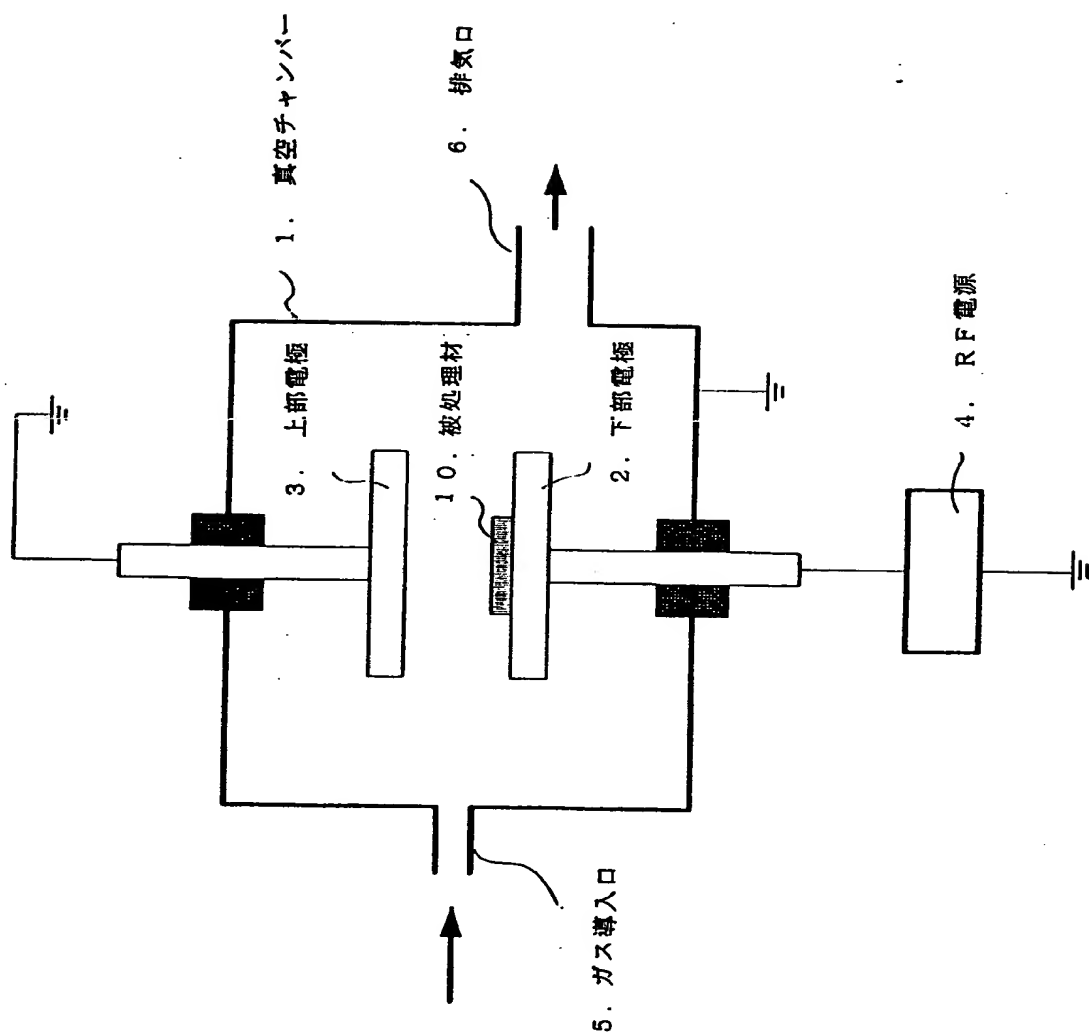 1. 真空チャンバー
6. 排気口
3. 上部電極
10. 被処理材
2. 下部電極
4. RF電源
5. ガス導入口